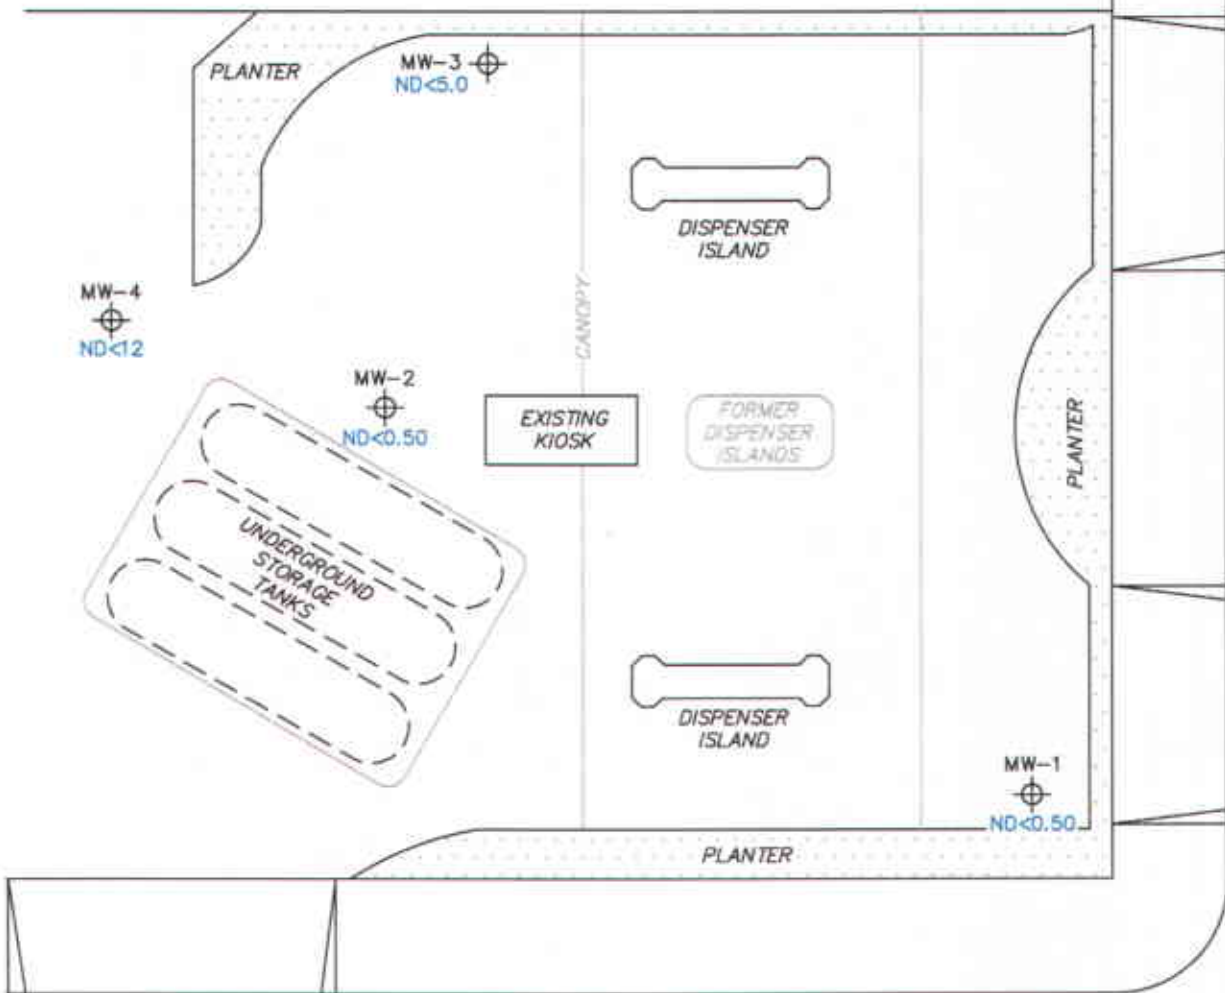 PLANTER
MW-3
ND<5.0
DISPENSER
ISLAND
MW-4
ND<12
CANOPY
MW-2
ND<0.50
EXISTING
KIOSK
FORMER
DISPENSER
ISLANDS
PLANTER
UNDERGROUND
STORAGE
TANKS
DISPENSER
ISLAND
MW-1
ND<0.50
PLANTER